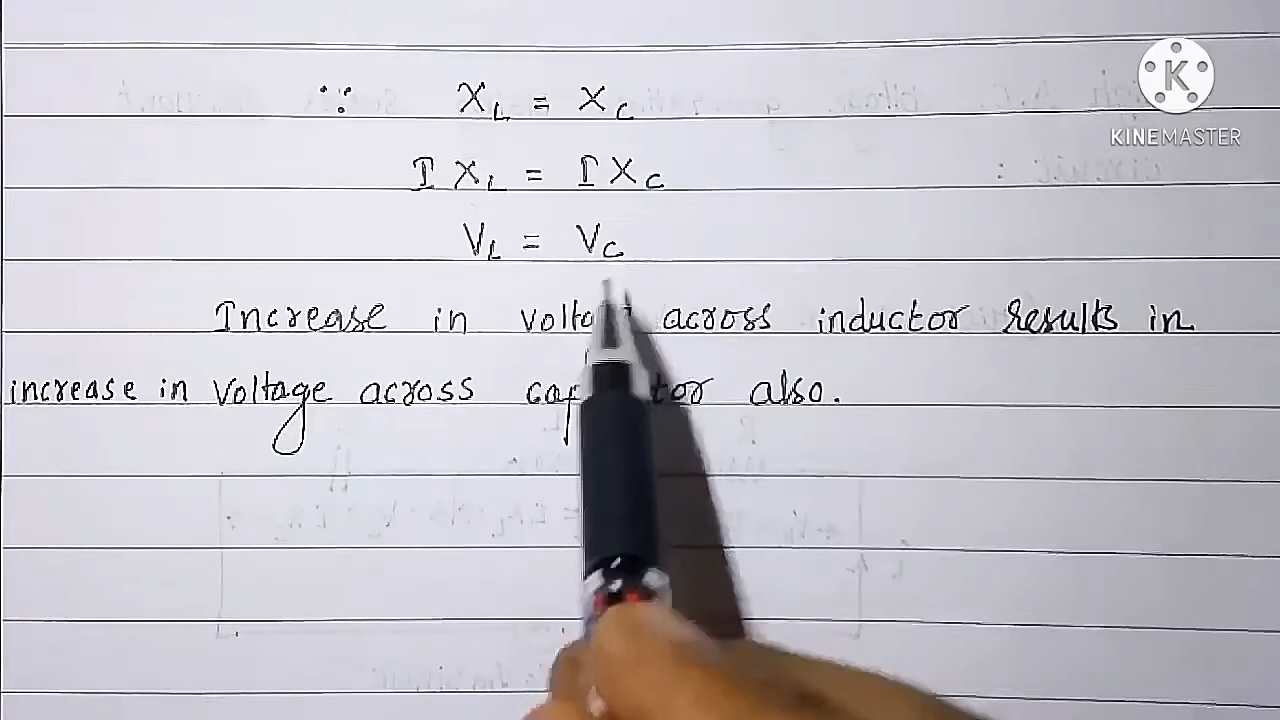 ∵ X_L = X_C
K
KINEMASTER
I X_L = I X_C
V_L = V_C
Increase in across inductor results in
increase in voltage across also.